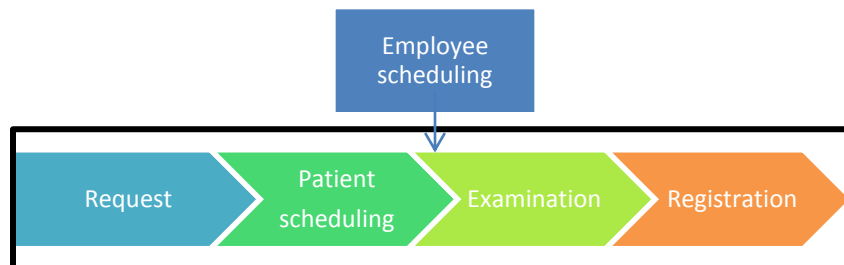 Employee
scheduling
Request
Patient
scheduling
Examination
Registration